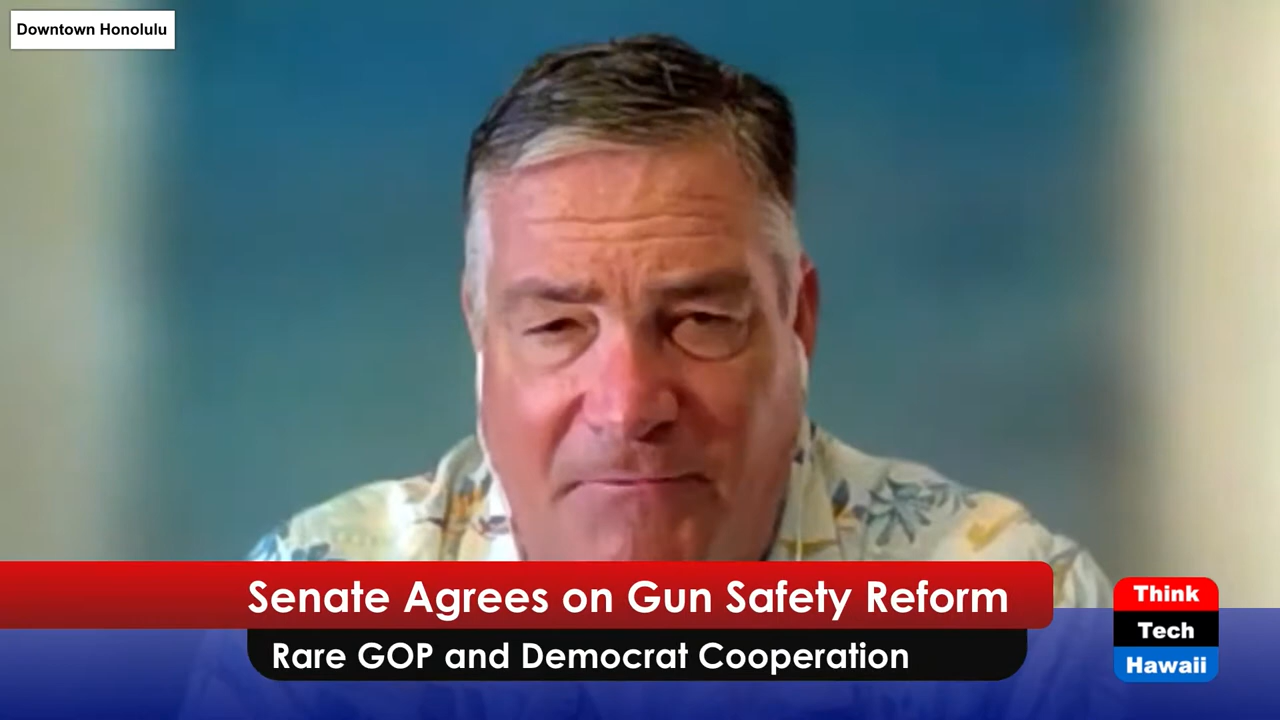 Downtown Honolulu
Senate Agrees on Gun Safety Reform
Rare GOP and Democrat Cooperation
Think
Tech
Hawaii